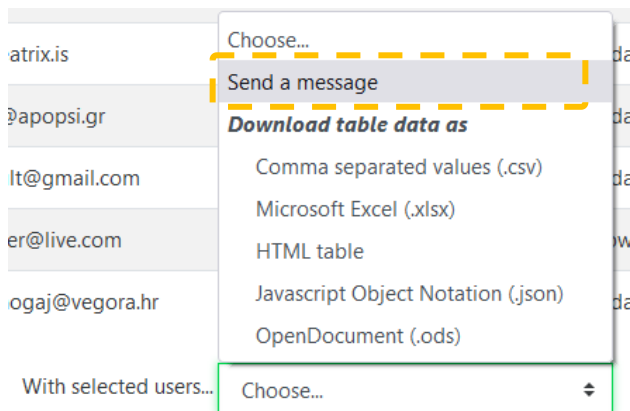 Choose...
atrix.is
Send a message
@apopsi.gr
Download table data as
Comma separated values (.csv)
lt@gmail.com
Microsoft Excel (.xlsx)
er@live.com
HTML table
ogaj@vegora.hr
Javascript Object Notation (.json)
OpenDocument (.ods)
With selected users... Choose...